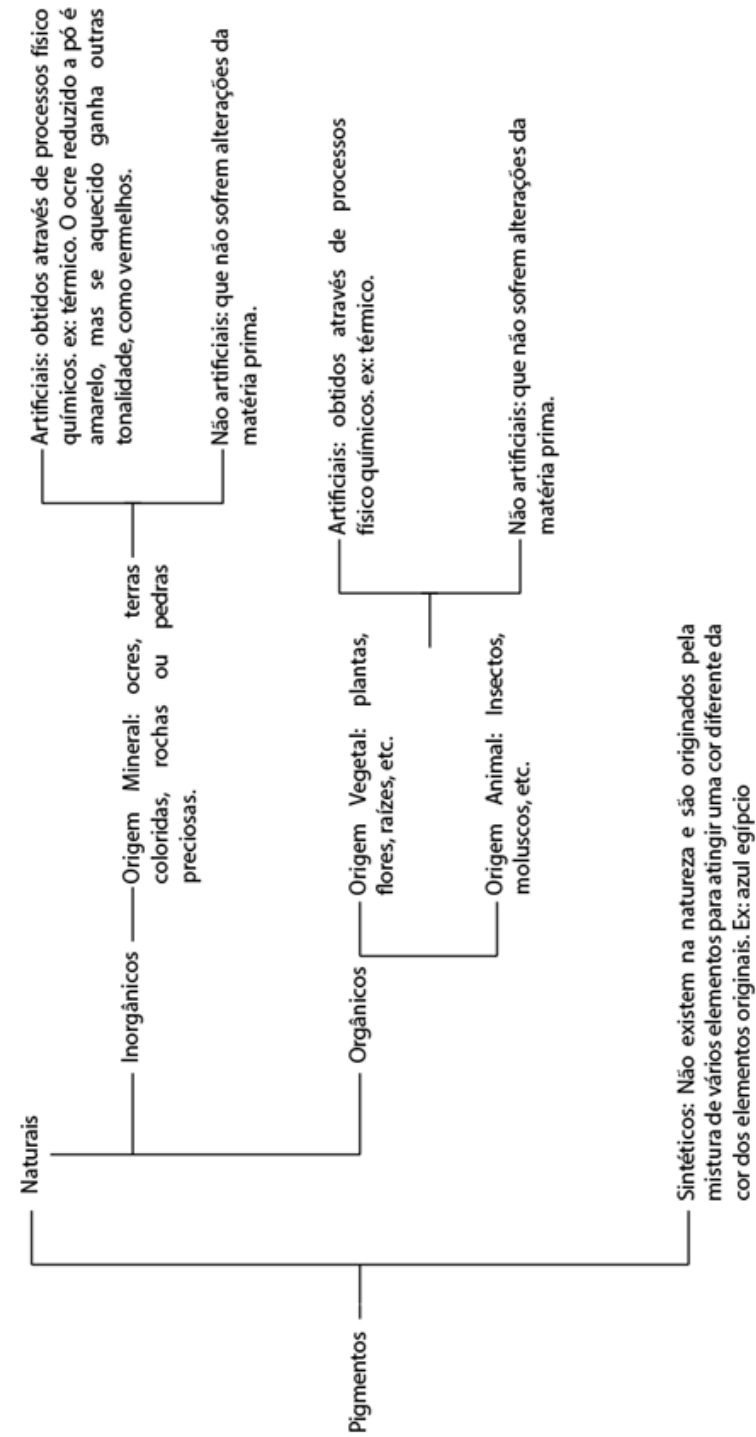 Pigmentos
Naturais
Inorgânicos
Origem Mineral: ocres, terras
coloridas, rochas ou pedras
preciosas.
Artificiais: obtidos através de processos físico
químicos. ex: térmico. O ocre reduzido a pó é
amarelo, mas se aquecido ganha outras
tonalidade, como vermelhos.
Não artificiais: que não sofrem alterações da
matéria prima.
Orgânicos
Origem Vegetal: plantas,
flores, raízes, etc.
Origem Animal: Insectos,
moluscos, etc.
Artificiais: obtidos através de processos
físico químicos. ex: térmico.
Não artificiais: que não sofrem alterações da
matéria prima.
Sintéticos: Não existem na natureza e são originados pela
mistura de vários elementos para atingir uma cor diferente da
cor dos elementos originais. Ex: azul egípcio